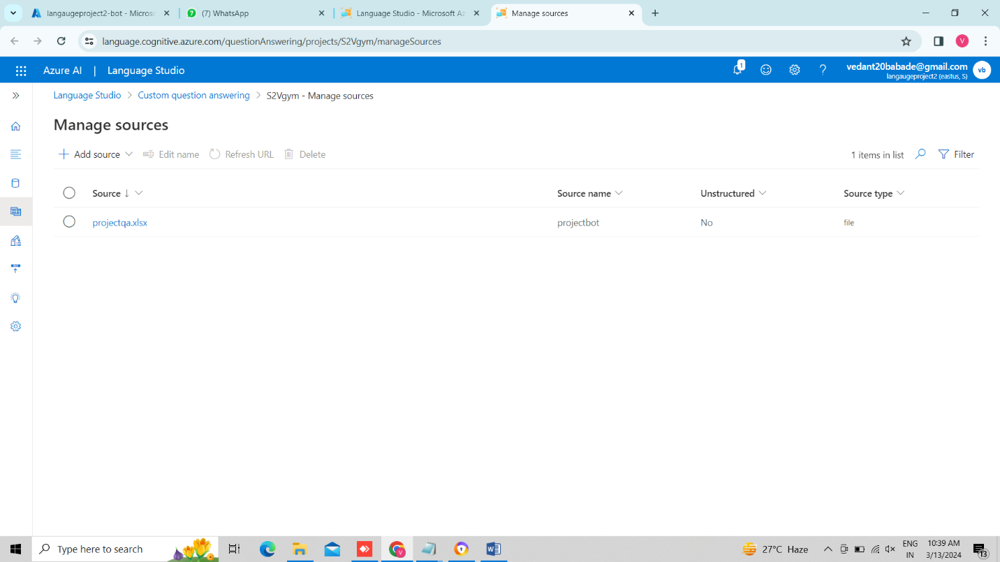 langaugeproject2-bot - Micros
(7) WhatsApp
Language Studio - Microsoft Az
Manage sources
language.cognitive.azure.com/questionAnswering/projects/S2Vgym/manageSources
V
Azure AI | Language Studio
1
vedant20babade@gmail.com
langaugeproject2 (eastus, S)
vb
Language Studio > Custom question answering > S2Vgym - Manage sources
Manage sources
Add source
Edit name
Refresh URL
Delete
1 items in list
Filter
Source
Source name
Unstructured
Source type
projectqa.xlsx
projectbot
No
file
Type here to search
27°C Haze
ENG
IN
10:39 AM
3/13/2024
13